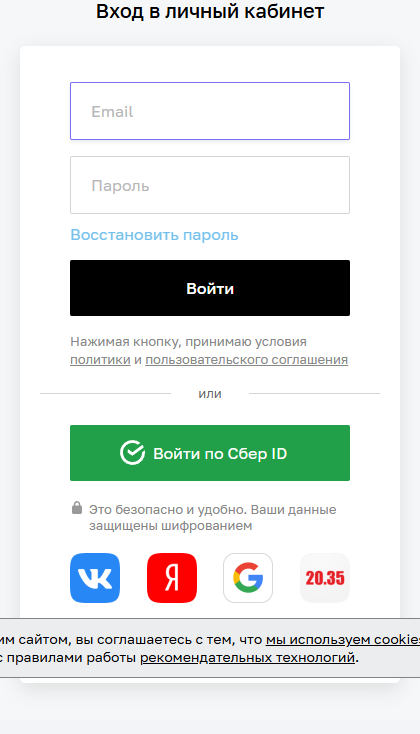 Вход в личный кабинет
Email
Пароль
Восстановить пароль
Войти
Нажимая кнопку, принимаю условия
политики и пользовательского соглашения
или
Войти по Сбер ID
Это безопасно и удобно. Ваши данные
защищены шифрованием
Я
20.35
сайтом, вы соглашаетесь с тем, что мы используем cookies
с правилами работы рекомендательных технологий.